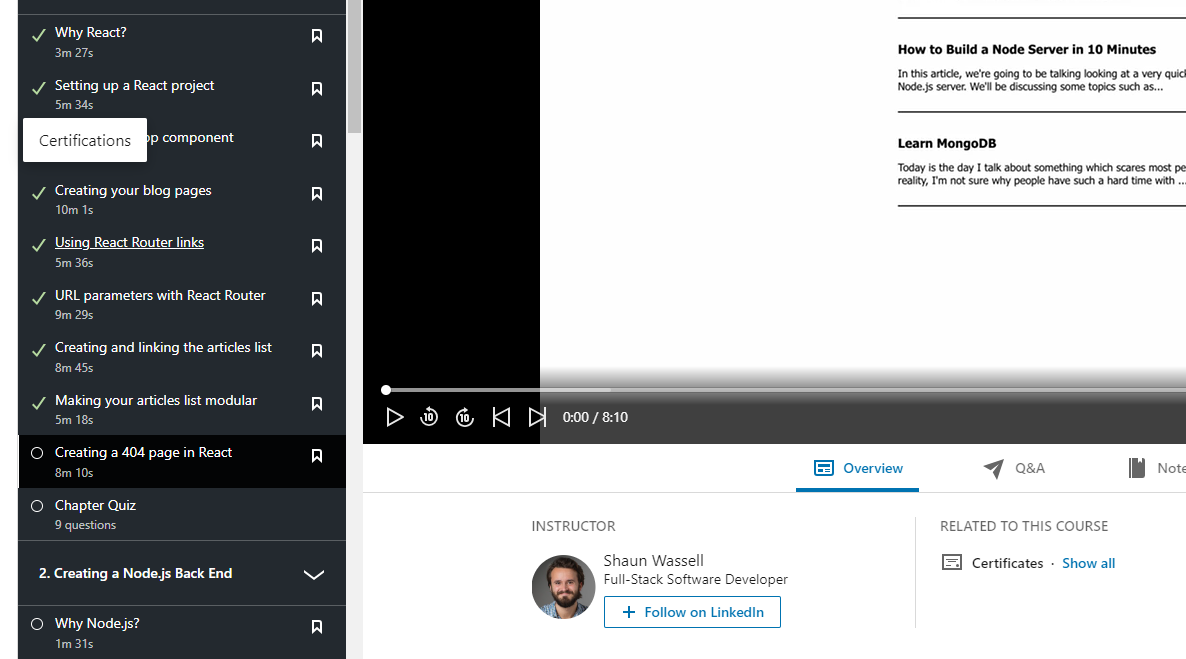 Why React?
3m 27s
Setting up a React project
5m 34s
Certifications
component
Creating your blog pages
10m 1s
Using React Router links
5m 36s
URL parameters with React Router
9m 29s
Creating and linking the articles list
8m 45s
Making your articles list modular
5m 18s
Creating a 404 page in React
8m 10s
Chapter Quiz
9 questions
2. Creating a Node.js Back End
Why Node.js?
1m 31s
How to Build a Node Server in 10 Minutes
In this article, we're going to be talking looking at a very
Node.js server. We'll be discussing some topics such as...
Learn MongoDB
Today is the day I talk about something which scares most
reality, I'm not sure why people have such a hard time with ...
10
10
0:00 / 8:10
Overview
Q&A
INSTRUCTOR
Shaun Wassell
Full-Stack Software Developer
+ Follow on LinkedIn
RELATED TO THIS COURSE
Certificates · Show all